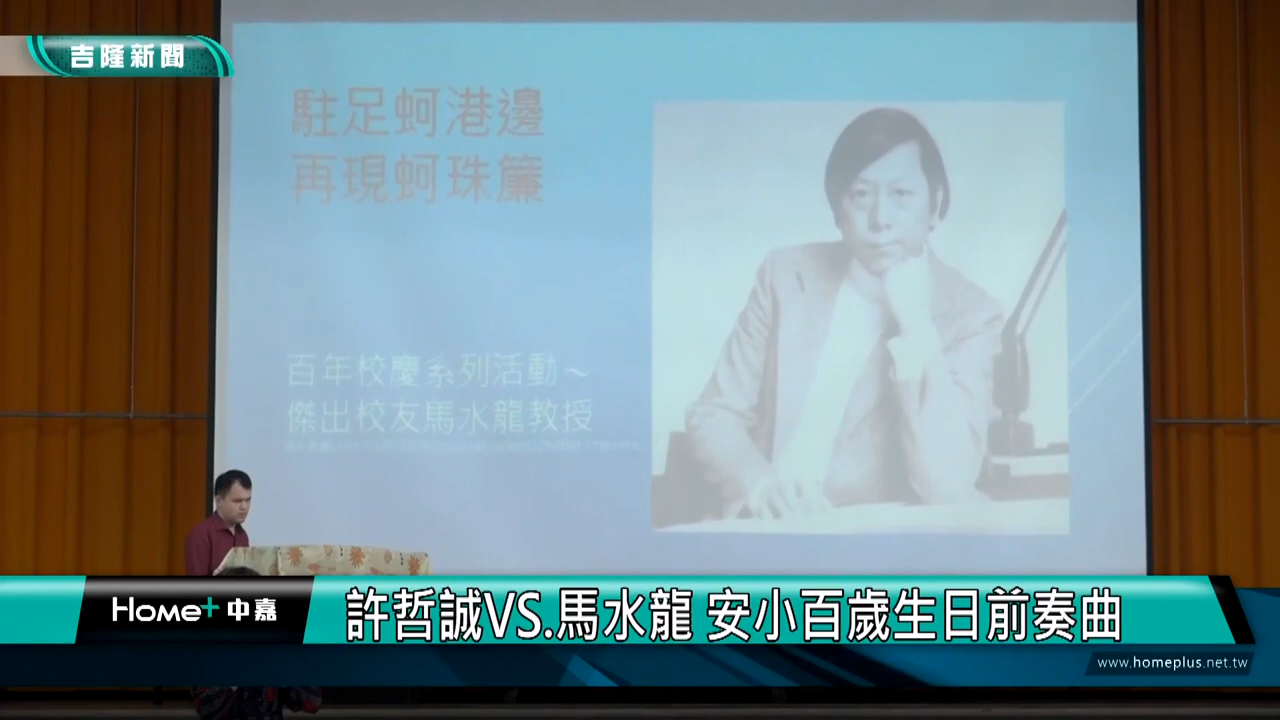 吉隆新聞
駐足蚵港邊
再現蚵珠簾
百年校慶系列活動～
傑出校友馬水龍教授
Home+中嘉
許哲誠VS.馬水龍 安小百歲生日前奏曲
www.homeplus.net.tw